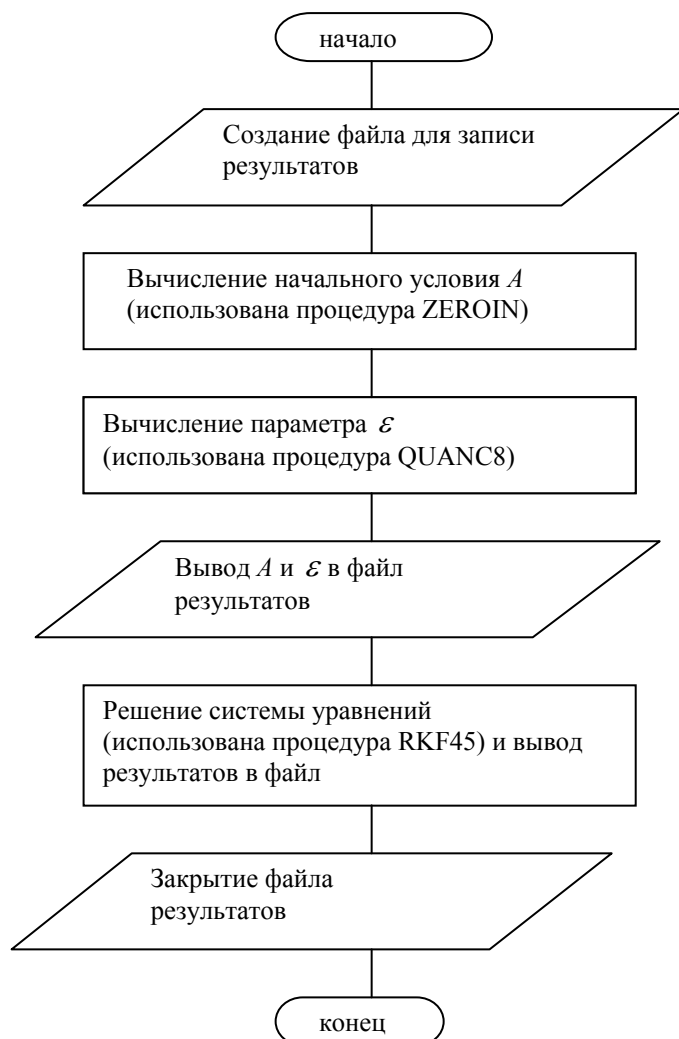 начало
Создание файла для записи
результатов
Вычисление начального условия A
(использована процедура ZEROIN)
Вычисление параметра ε
(использована процедура QUANC8)
Вывод A и ε в файл
результатов
Решение системы уравнений
(использована процедура RKF45) и вывод
результатов в файл
Закрытие файла
результатов
конец